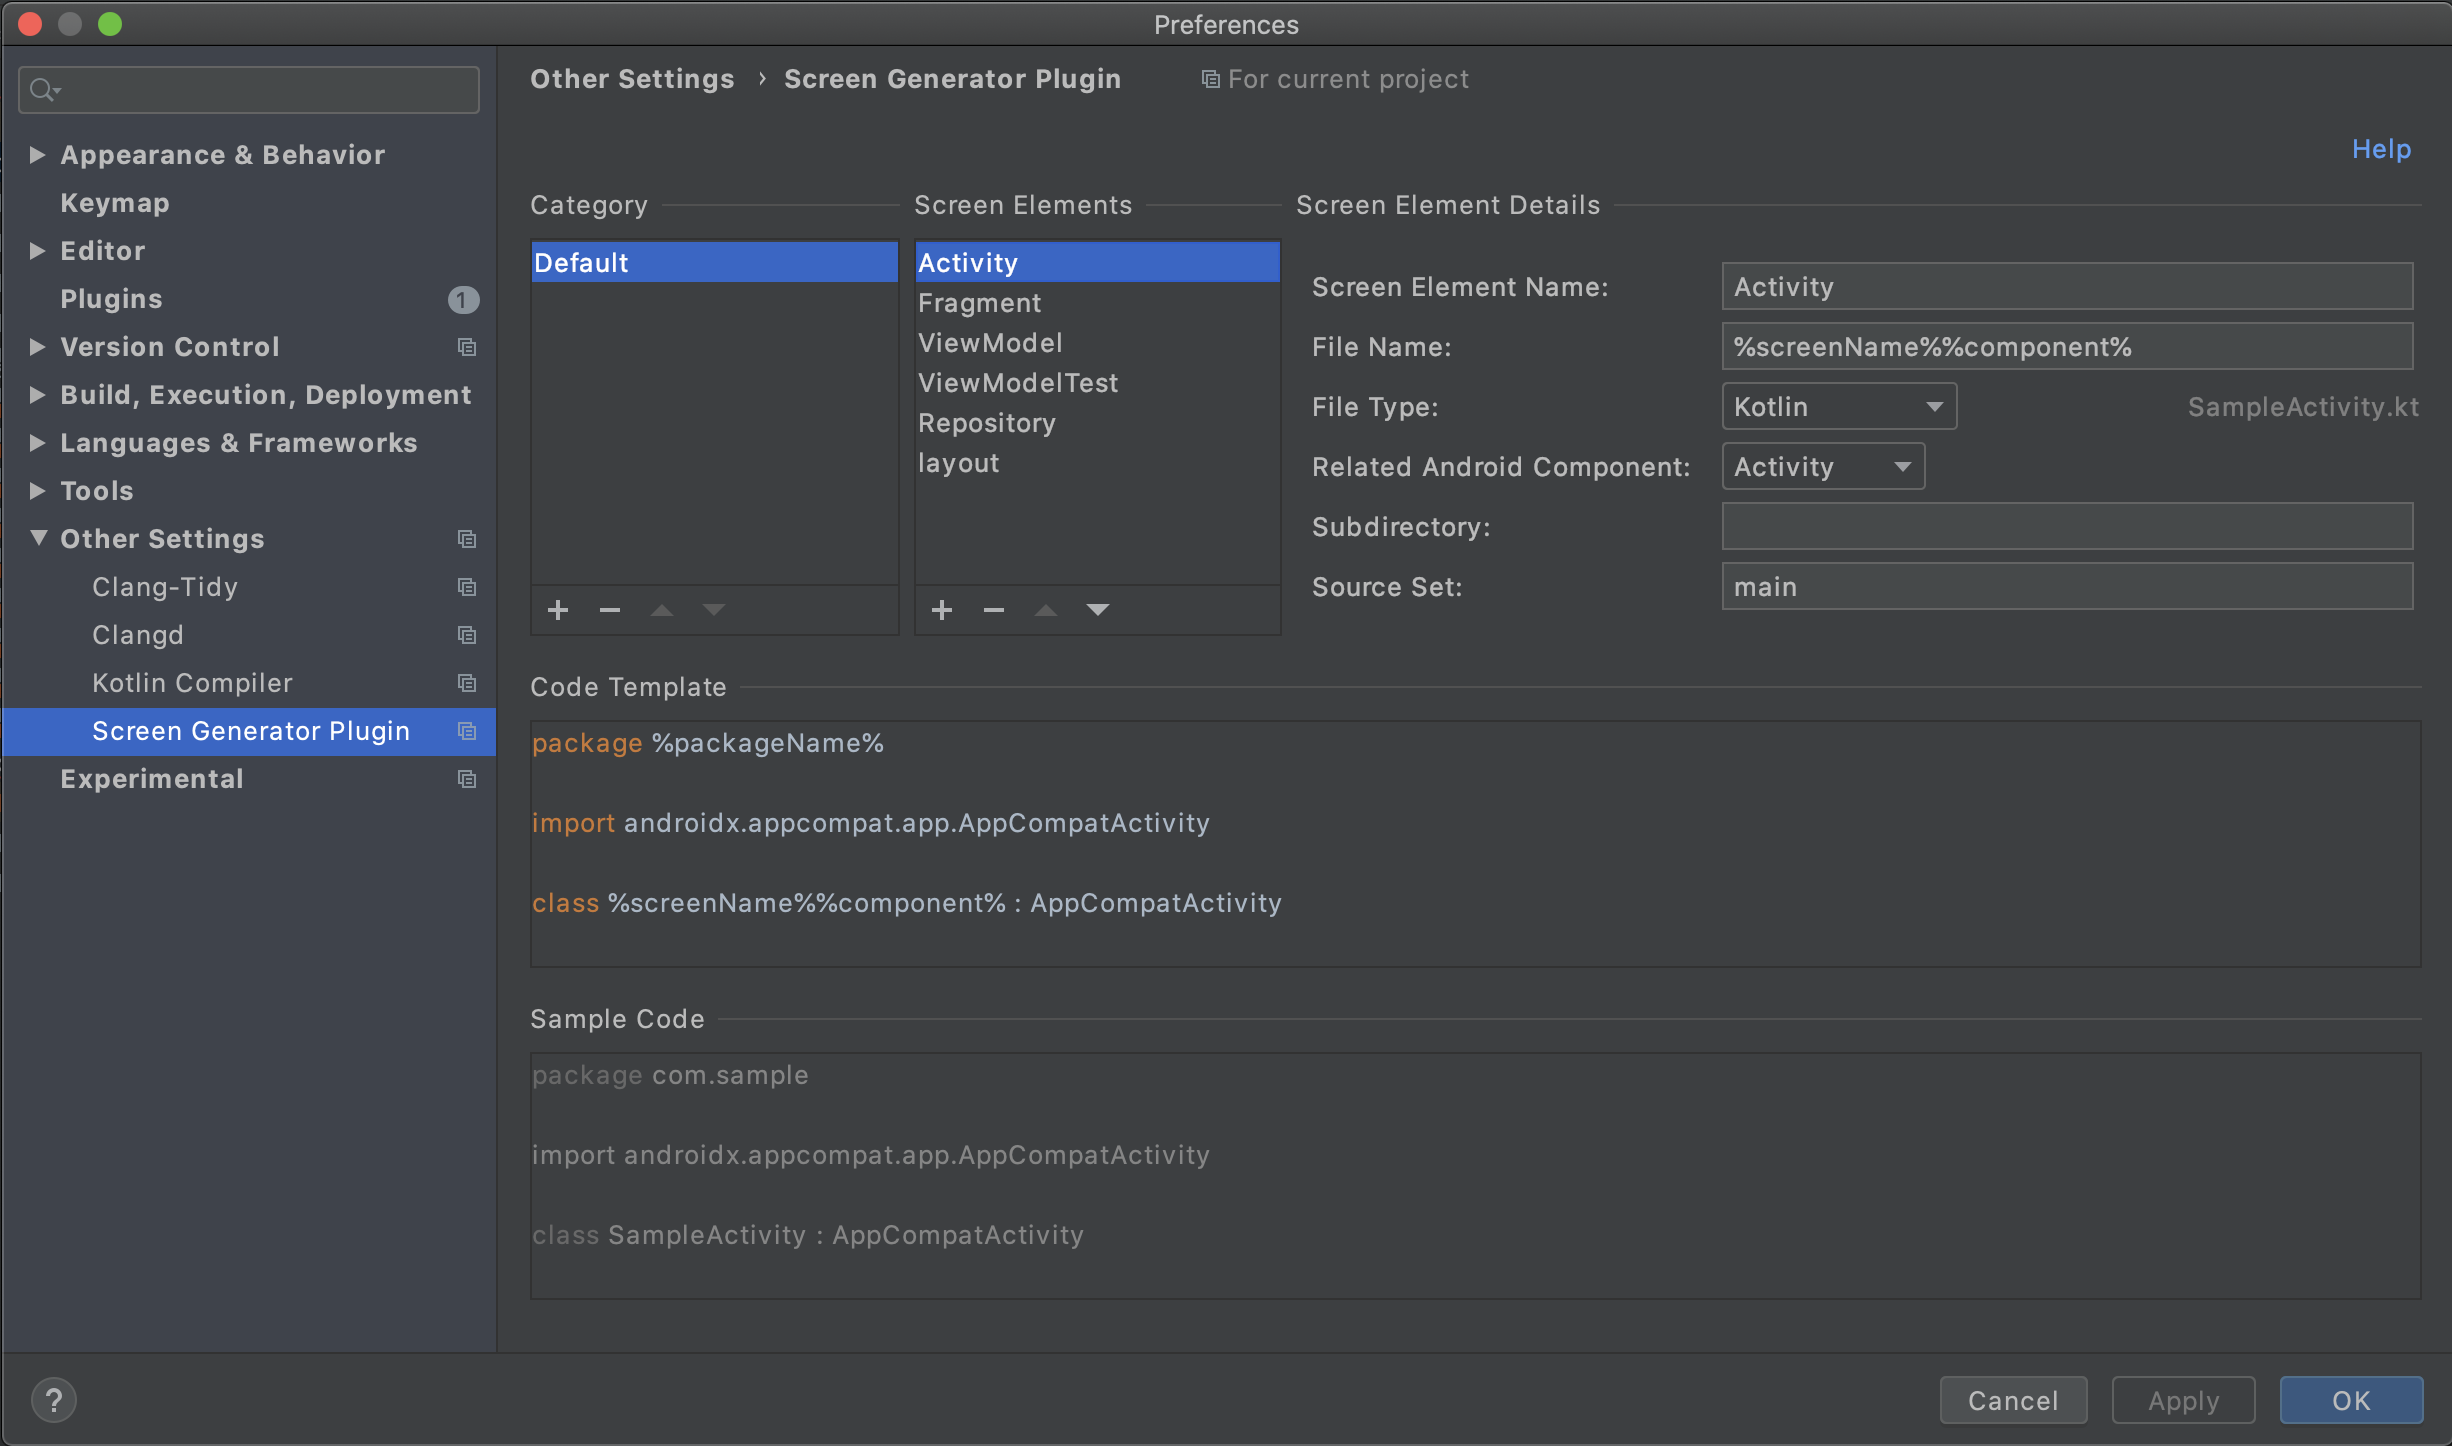 Preferences
Appearance & Behavior
Keymap
Editor
Plugins 1
Version Control
Build, Execution, Deployment
Languages & Frameworks
Tools
Other Settings
Clang-Tidy
Clangd
Kotlin Compiler
Screen Generator Plugin
Experimental
Other Settings › Screen Generator Plugin For current project
Help
Category
Default
Screen Elements
Activity
Fragment
ViewModel
ViewModelTest
Repository
layout
Screen Element Details
Screen Element Name: Activity
File Name: %screenName%%component%
File Type: Kotlin SampleActivity.kt
Related Android Component: Activity
Subdirectory:
Source Set: main
Code Template
package %packageName%
import androidx.appcompat.app.AppCompatActivity
class %screenName%%component% : AppCompatActivity
Sample Code
package com.sample
import androidx.appcompat.app.AppCompatActivity
class SampleActivity : AppCompatActivity
?
Cancel
Apply
OK